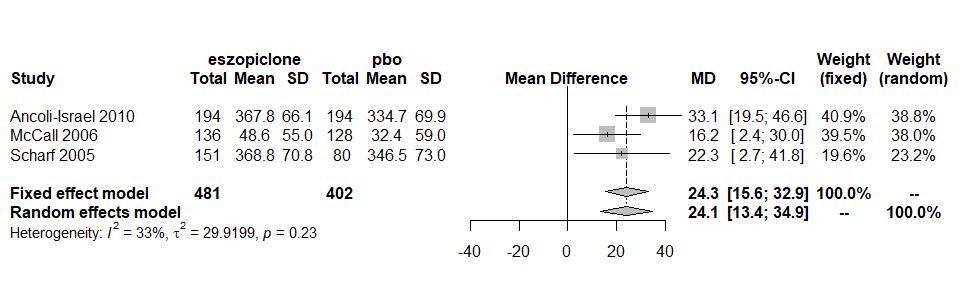 eszopiclone pbo Weight Weight
Study Total Mean SD Total Mean SD Mean Difference MD 95%-CI (fixed) (random)
Ancoli-Israel 2010 194 367.8 66.1 194 334.7 69.9 33.1 [19.5; 46.6] 40.9% 38.8%
McCall 2006 136 48.6 55.0 128 32.4 59.0 16.2 [ 2.4; 30.0] 39.5% 38.0%
Scharf 2005 151 368.8 70.8 80 346.5 73.0 22.3 [ 2.7; 41.8] 19.6% 23.2%
Fixed effect model 481 402 24.3 [15.6; 32.9] 100.0% --
Random effects model 24.1 [13.4; 34.9] -- 100.0%
Heterogeneity: I² = 33%, τ² = 29.9199, p = 0.23
-40 -20 0 20 40